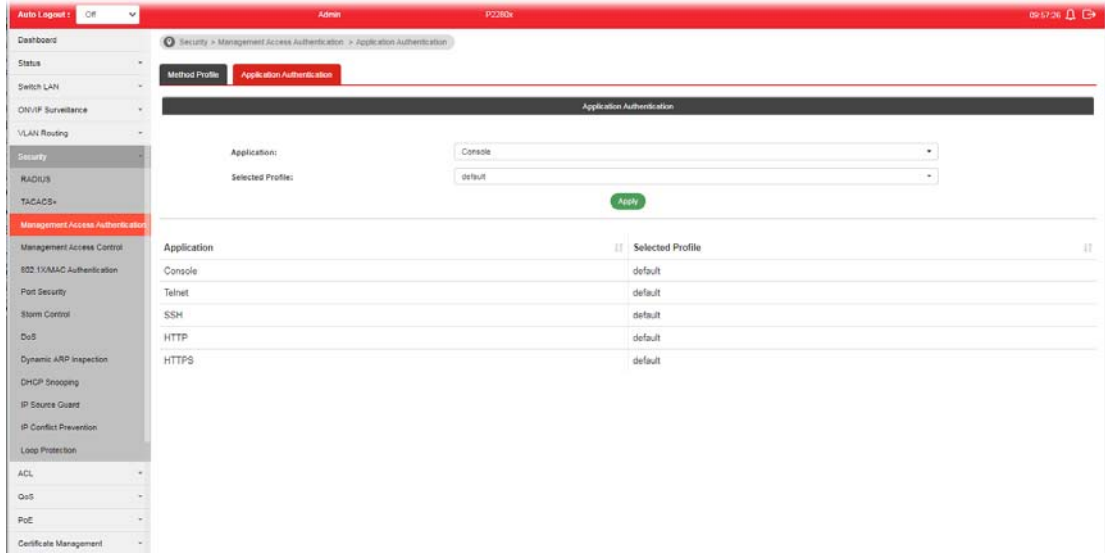 Auto Logout : Off Admin P2280x 09:57:26
Dashboard
Status
Switch LAN
ONVIF Surveillance
VLAN Routing
Security
RADIUS
TACACS+
Management Access Authentication
Management Access Control
802.1X/MAC Authentication
Port Security
Storm Control
DoS
Dynamic ARP Inspection
DHCP Snooping
IP Source Guard
IP Conflict Prevention
Loop Protection
ACL
QoS
PoE
Certificate Management
Security > Management Access Authentication > Application Authentication
Method Profile Application Authentication
Application Authentication
Application: Console
Selected Profile: default
Apply
Application Selected Profile
Console default
Telnet default
SSH default
HTTP default
HTTPS default